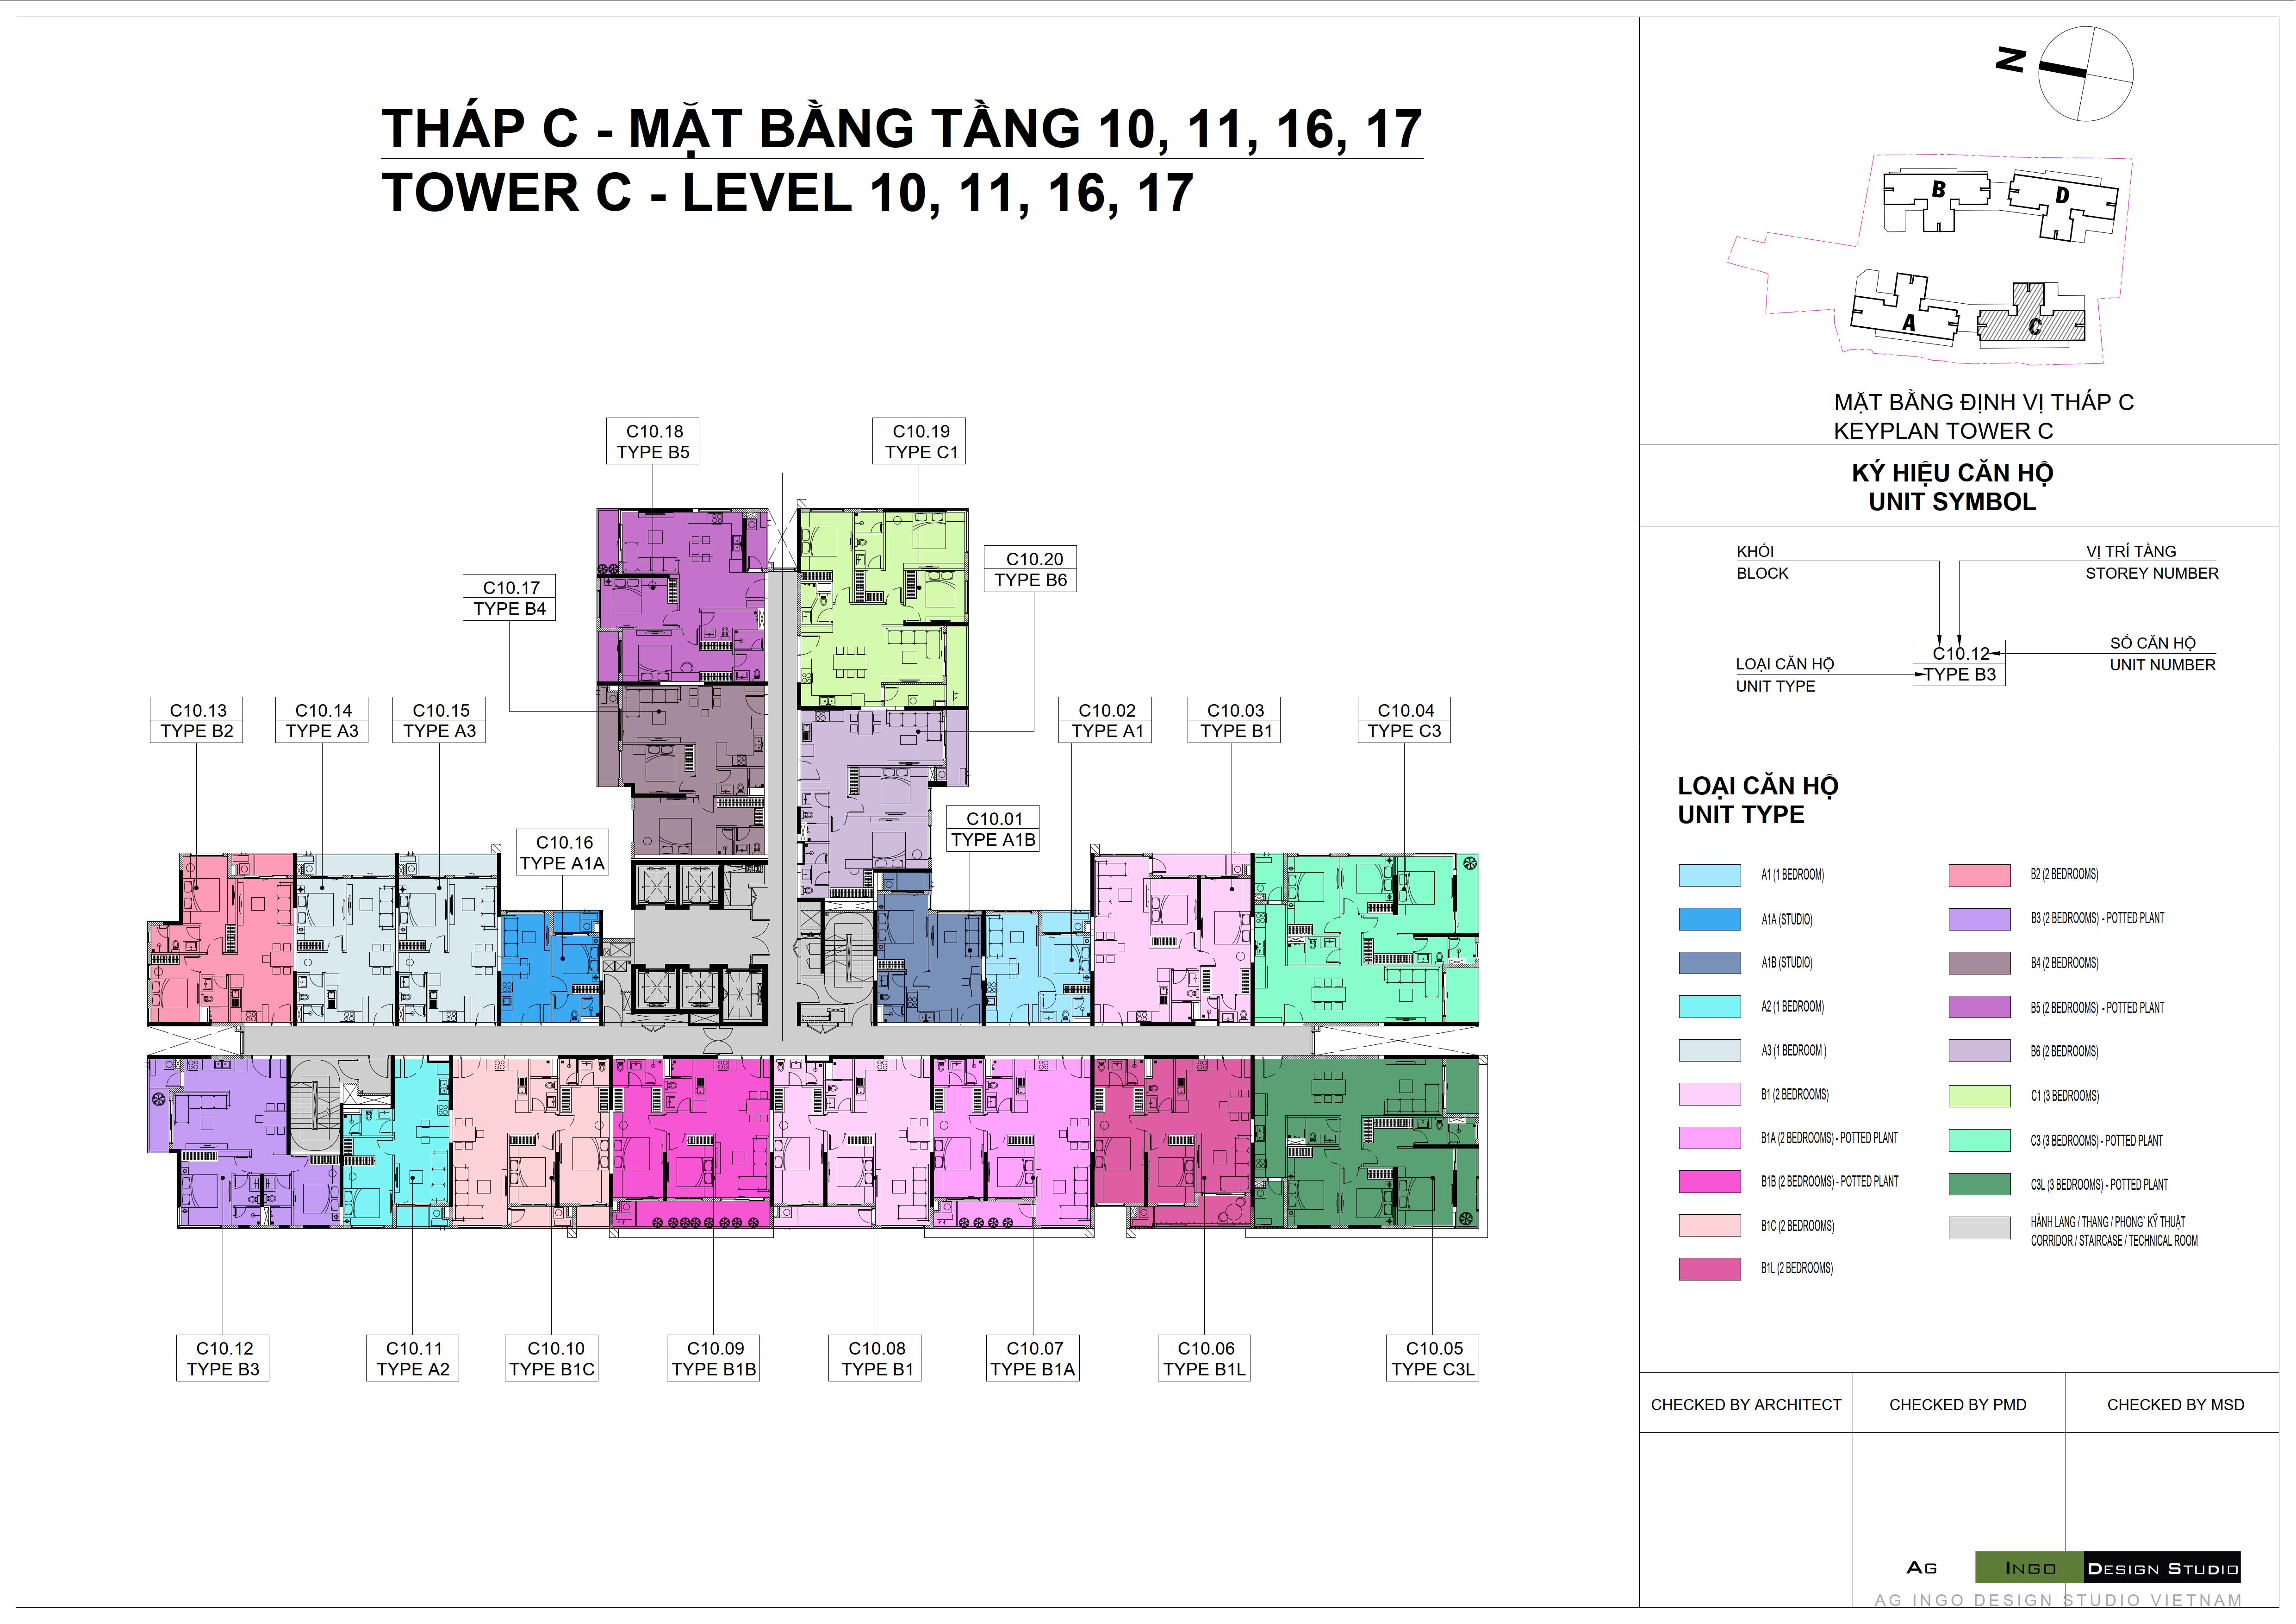 THÁP C - MẶT BẰNG TẦNG 10, 11, 16, 17
TOWER C - LEVEL 10, 11, 16, 17
C10.18
TYPE B5
C10.19
TYPE C1
C10.20
TYPE B6
C10.17
TYPE B4
C10.13
TYPE B2
C10.14
TYPE A3
C10.15
TYPE A3
C10.02
TYPE A1
C10.03
TYPE B1
C10.04
TYPE C3
C10.16
TYPE A1A
C10.01
TYPE A1B
C10.12
TYPE B3
C10.11
TYPE A2
C10.10
TYPE B1C
C10.09
TYPE B1B
C10.08
TYPE B1
C10.07
TYPE B1A
C10.06
TYPE B1L
C10.05
TYPE C3L
N
B
D
A
C
MẶT BẰNG ĐỊNH VỊ THÁP C
KEYPLAN TOWER C
KÝ HIỆU CĂN HỘ
UNIT SYMBOL
KHỐI
BLOCK
VỊ TRÍ TẦNG
STOREY NUMBER
LOẠI CĂN HỘ
UNIT TYPE
C10.12
TYPE B3
SỐ CĂN HỘ
UNIT NUMBER
LOẠI CĂN HỘ
UNIT TYPE
A1 (1 BEDROOM)
A1A (STUDIO)
A1B (STUDIO)
A2 (1 BEDROOM)
A3 (1 BEDROOM )
B1 (2 BEDROOMS)
B1A (2 BEDROOMS) - POTTED PLANT
B1B (2 BEDROOMS) - POTTED PLANT
B1C (2 BEDROOMS)
B1L (2 BEDROOMS)
B2 (2 BEDROOMS)
B3 (2 BEDROOMS) - POTTED PLANT
B4 (2 BEDROOMS)
B5 (2 BEDROOMS) - POTTED PLANT
B6 (2 BEDROOMS)
C1 (3 BEDROOMS)
C3 (3 BEDROOMS) - POTTED PLANT
C3L (3 BEDROOMS) - POTTED PLANT
HÀNH LANG / THANG / PHONG` KỸ THUẬT
CORRIDOR / STAIRCASE / TECHNICAL ROOM
CHECKED BY ARCHITECT
CHECKED BY PMD
CHECKED BY MSD
AG INGO DESIGN STUDIO
AG INGO DESIGN STUDIO VIETNAM